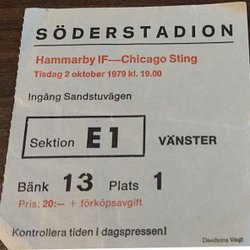 SÖDERSTADION
Hammarby IF—Chicago Sting
Tisdag 2 oktober 1979 kl. 19.00
Ingång Sandstuvägen
Sektion E1 VÄNSTER
Bänk 13 Plats 1
Pris: 20:— + förköpsavgift
Kontrollera tiden i dagspressen!
Davidsons